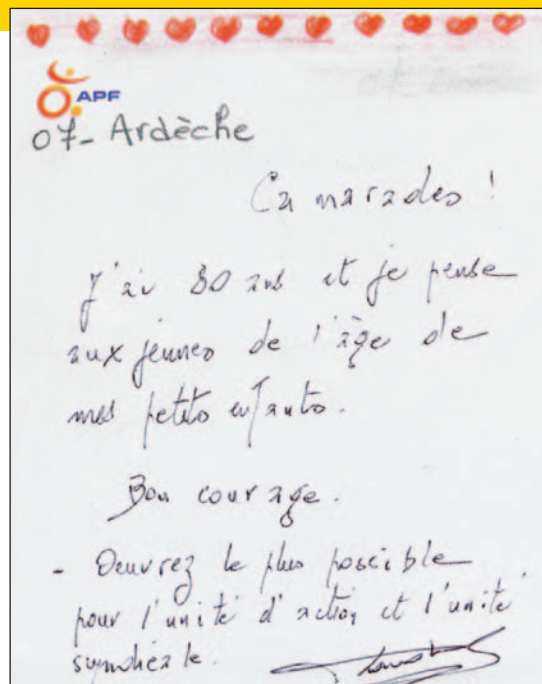 APF
07- Ardèche
Camarades !
J'ai 80 ans et je pense
aux jeunes de l'âge de
mes petits enfants.
Bon courage.
- Oeuvrez le plus possible
pour l'unité d'action et l'unité
syndicale.